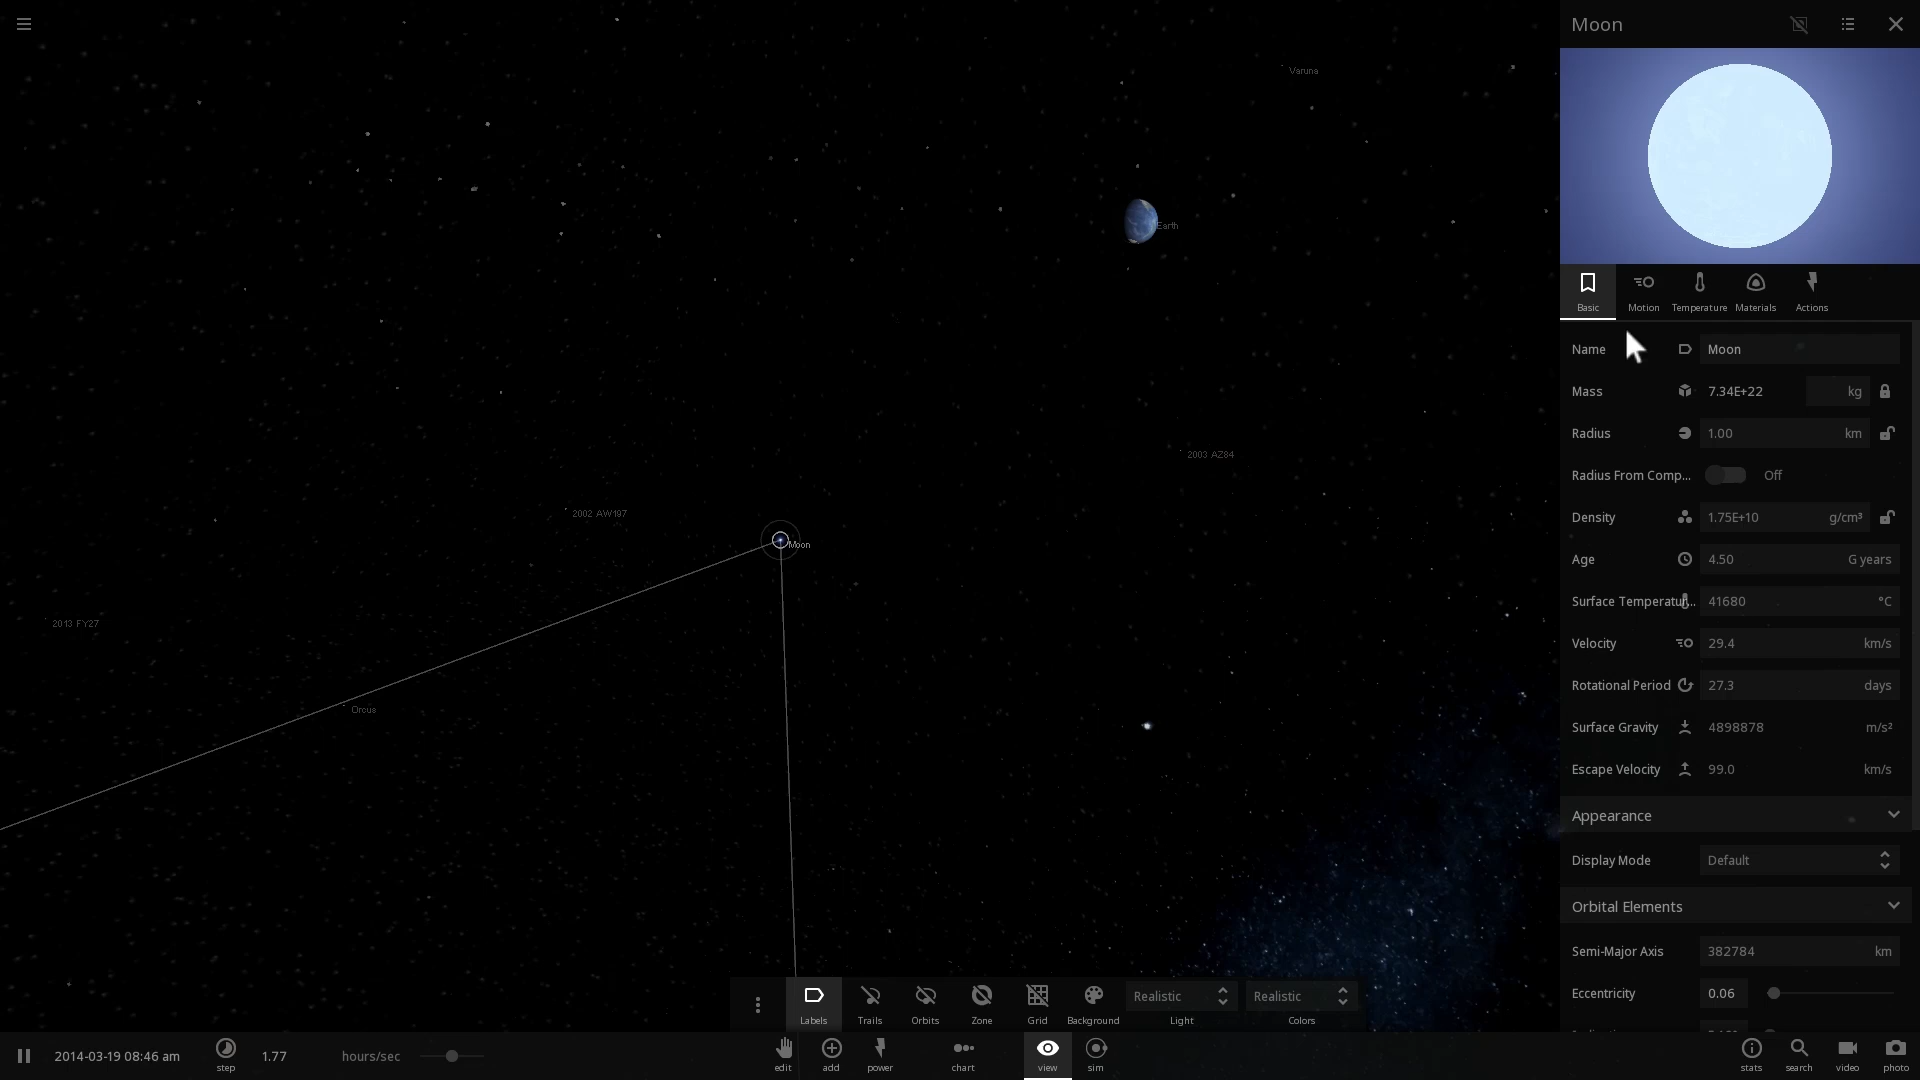 Moon
Varuna
Earth
2003 AZ84
2002 AW197
Moon
2013 FY27
Orcus
Basic
Motion
Temperature
Materials
Actions
Name Moon
Mass 7.34E+22 kg
Radius 1.00 km
Radius From Comp... Off
Density 1.75E+10 g/cm³
Age 4.50 G years
Surface Temperatur... 41680 °C
Velocity 29.4 km/s
Rotational Period 27.3 days
Surface Gravity 4898878 m/s²
Escape Velocity 99.0 km/s
Appearance
Display Mode Default
Orbital Elements
Semi-Major Axis 382784 km
Eccentricity 0.06
Labels
Trails
Orbits
Zone
Grid
Background
Realistic
Light
Realistic
Colors
2014-03-19 08:46 am
step
1.77 hours/sec
edit
add
power
chart
view
sim
stats
search
video
photo